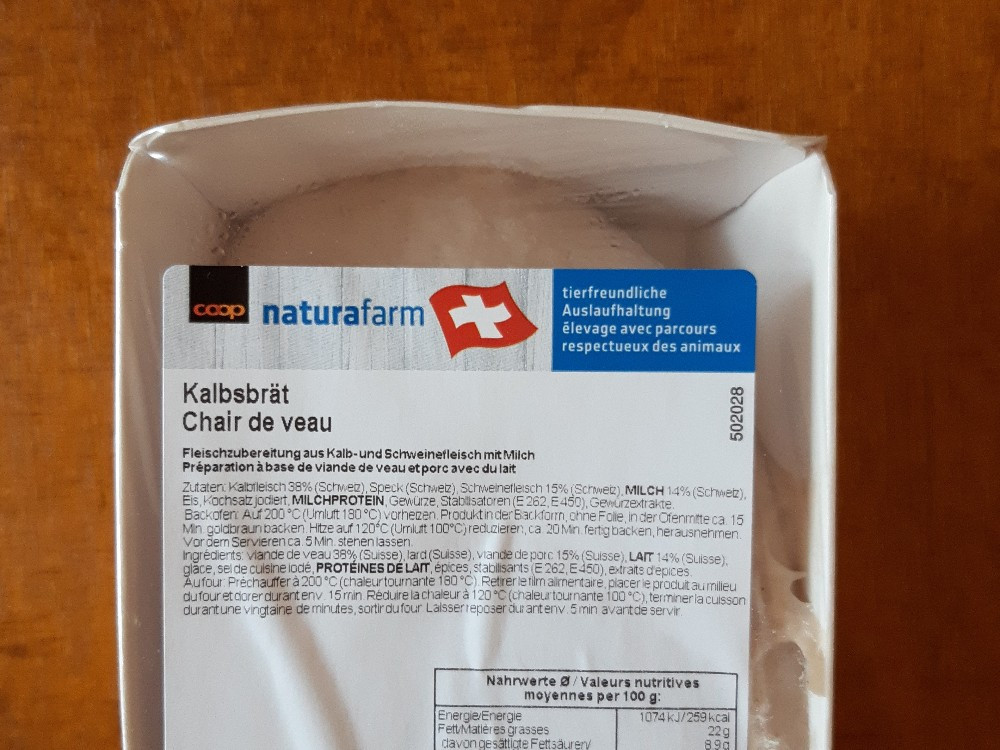 coop naturafarm
tierfreundliche
Auslaufhaltung
élevage avec parcours
respectueux des animaux
Kalbsbrät
Chair de veau
502028
Fleischzubereitung aus Kalb- und Schweinefleisch mit Milch
Préparation à base de viande de veau et porc avec du lait
Zutaten: Kalbfleisch 38% (Schweiz), Speck (Schweiz), Schweinefleisch 15% (Schweiz), MILCH 14% (Schweiz),
Eis, Kochsalz jodiert, MILCHPROTEIN, Gewürze, Stabilisatoren (E 262, E 450), Gewürzextrakte.
Backofen: Auf 200 °C (Umluft 180 °C) vorheizen. Produkt in der Backform, ohne Folie, in der Ofenmitte ca. 15
Min. goldbraun backen. Hitze auf 120°C (Umluft 100°C) reduzieren, ca. 20 Min. fertig backen, herausnehmen.
Vor dem Servieren ca. 5 Min. stehen lassen.
Ingrédients: viande de veau 38% (Suisse), lard (Suisse), viande de porc 15% (Suisse), LAIT 14% (Suisse),
glace, sel de cuisine iodé, PROTÉINES DE LAIT, épices, stabilisants (E 262, E 450), extraits d'épices.
Au four: Préchauffer à 200 °C (chaleur tournante 180 °C). Retirer le film alimentaire, placer le produit au milieu
du four et dorer durant env. 15 min. Réduire la chaleur à 120 °C (chaleur tournante 100 °C), terminer la cuisson
durant une vingtaine de minutes, sortir du four. Laisser reposer durant env. 5 min avant de servir.
Nährwerte Ø / Valeurs nutritives
moyennes per 100 g:
Energie/Energie 1074 kJ/259 kcal
Fett/Matières grasses 22 g
davon gesättigte Fettsäuren/ 8.9 g